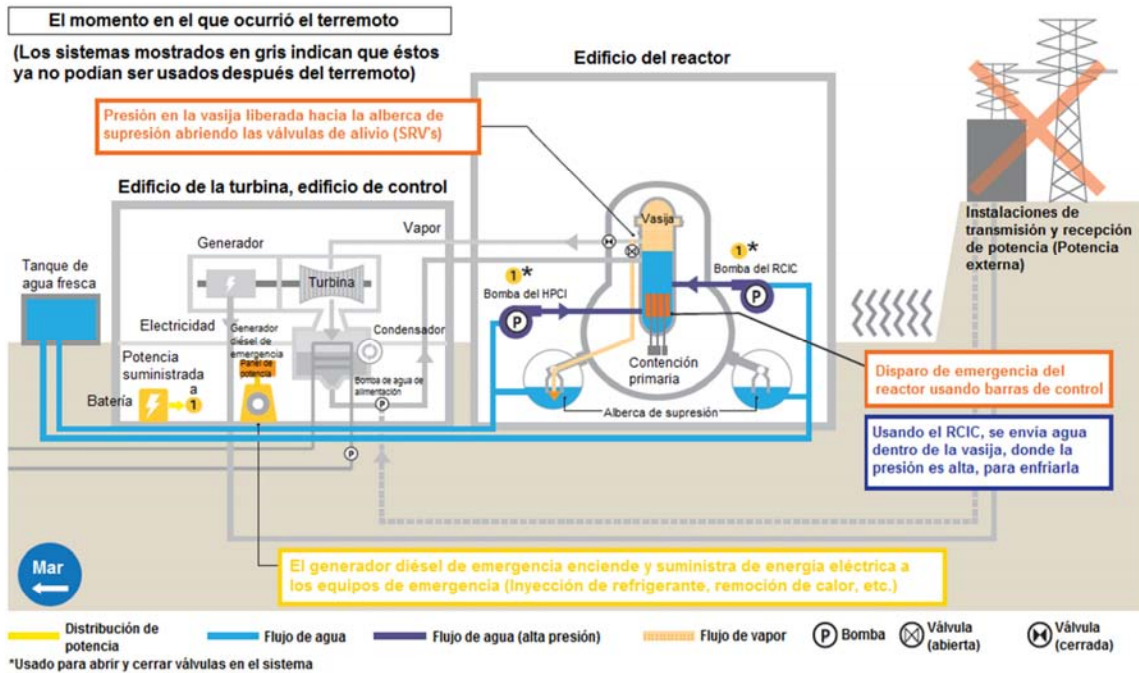 El momento en el que ocurrió el terremoto
(Los sistemas mostrados en gris indican que éstos
ya no podían ser usados después del terremoto)
Edificio del reactor
Presión en la vasija liberada hacia la alberca de
supresión abriendo las válvulas de alivio (SRV's)
Edificio de la turbina, edificio de control
Vapor
Vasija
Instalaciones de
transmisión y recepción
de potencia (Potencia
externa)
Generador
Tanque de
agua fresca
Turbina
1*
Bomba del HPCI
P
1*
Bomba del RCIC
P
Electricidad
Generador
diésel de
emergencia
Panel de
potencia
Condensador
Potencia
suministrada
a
1
Batería
Bomba de agua de
alimentación
P
P
Contención
primaria
Alberca de supresión
Disparo de emergencia del
reactor usando barras de
control
Usando el RCIC, se envía agua
dentro de la vasija, donde la
presión es alta, para enfriarla
El generador diésel de emergencia enciende y suministra de energía eléctrica a
los equipos de emergencia (Inyección de refrigerante, remoción de calor, etc.)
Mar
Distribución de
potencia
Flujo de agua
Flujo de agua (alta presión)
Flujo de vapor
P
Bomba
Válvula
(abierta)
Válvula
(cerrada)
*Usado para abrir y cerrar válvulas en el sistema